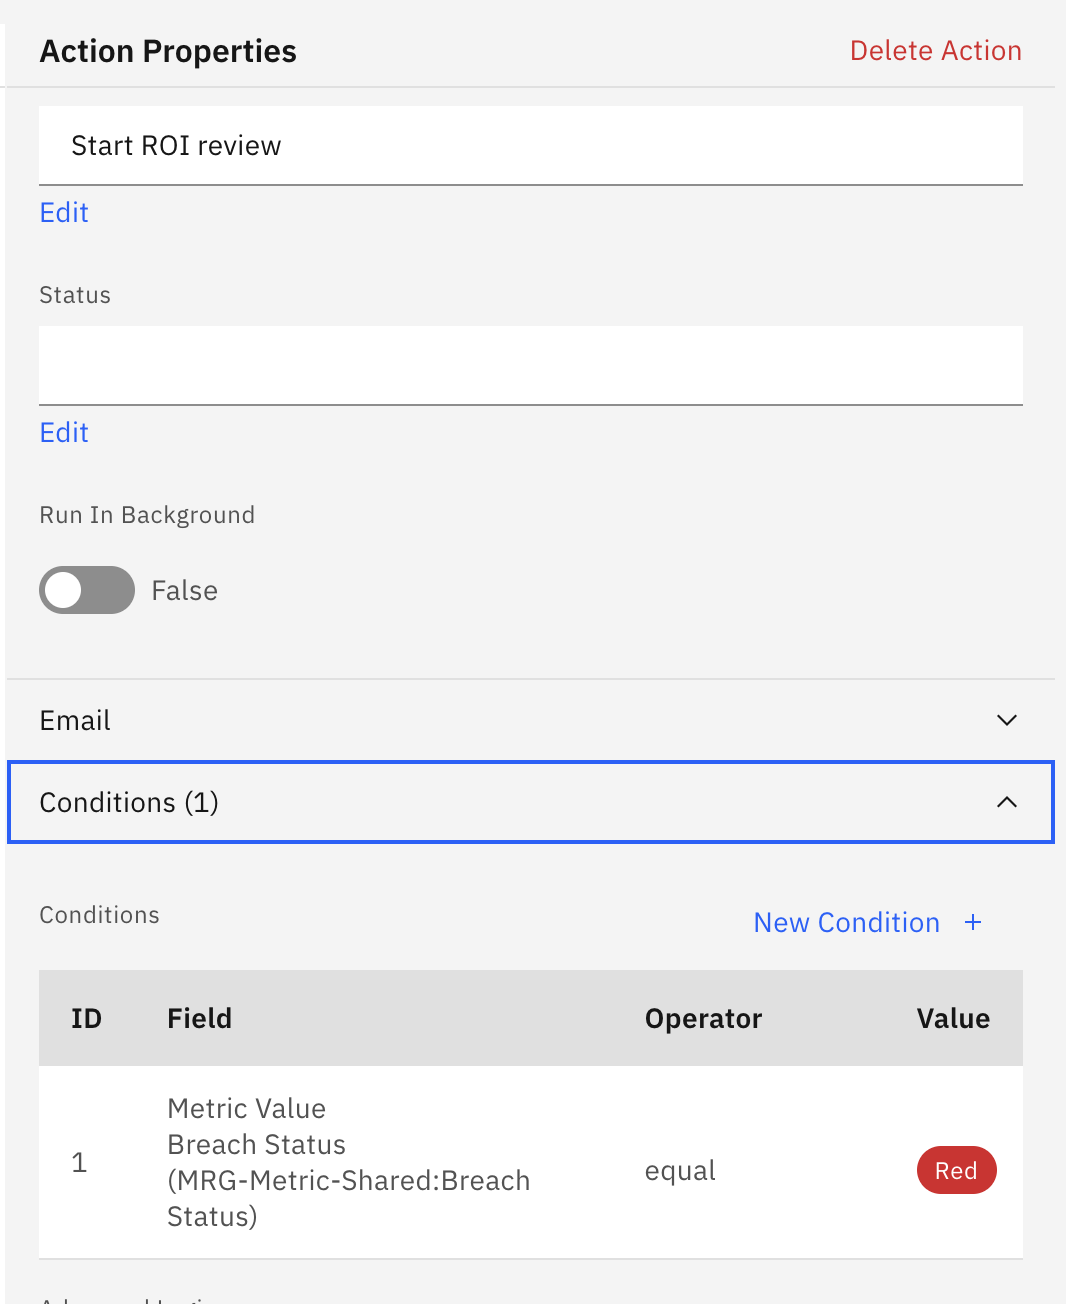 Action Properties
Delete Action
Start ROI review
Edit
Status
Edit
Run In Background
False
Email
Conditions (1)
Conditions
New Condition +
ID Field Operator Value
1
Metric Value
Breach Status
(MRG-Metric-Shared:Breach
Status)
equal
Red